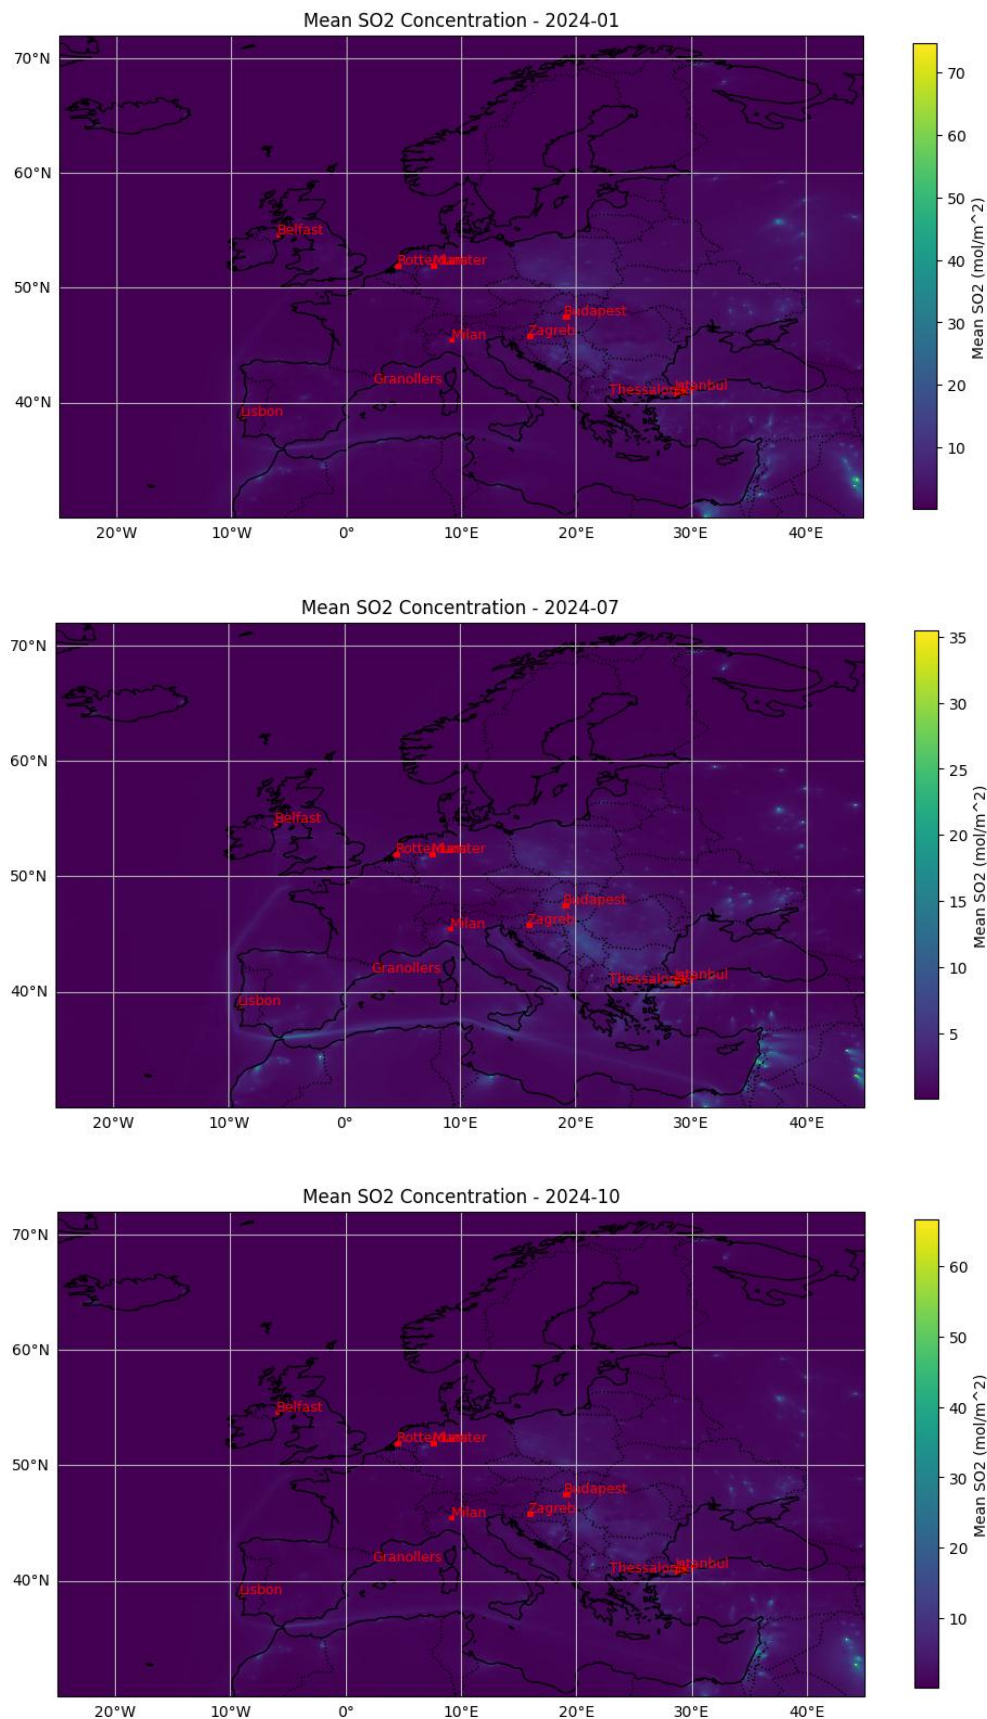 Mean SO2 Concentration - 2024-01
70°N
60°N
50°N
40°N
20°W 10°W 0° 10°E 20°E 30°E 40°E
Belfast
Milan
Budapest
Zagreb
Granollers
Istanbul
Lisbon
70
60
50
40
30
20
10
Mean SO2 (mol/m^2)
Mean SO2 Concentration - 2024-07
70°N
60°N
50°N
40°N
20°W 10°W 0° 10°E 20°E 30°E 40°E
Belfast
Milan
Budapest
Zagreb
Granollers
Istanbul
Lisbon
35
30
25
20
15
10
5
Mean SO2 (mol/m^2)
Mean SO2 Concentration - 2024-10
70°N
60°N
50°N
40°N
20°W 10°W 0° 10°E 20°E 30°E 40°E
Belfast
Milan
Budapest
Zagreb
Granollers
Istanbul
Lisbon
60
50
40
30
20
10
Mean SO2 (mol/m^2)